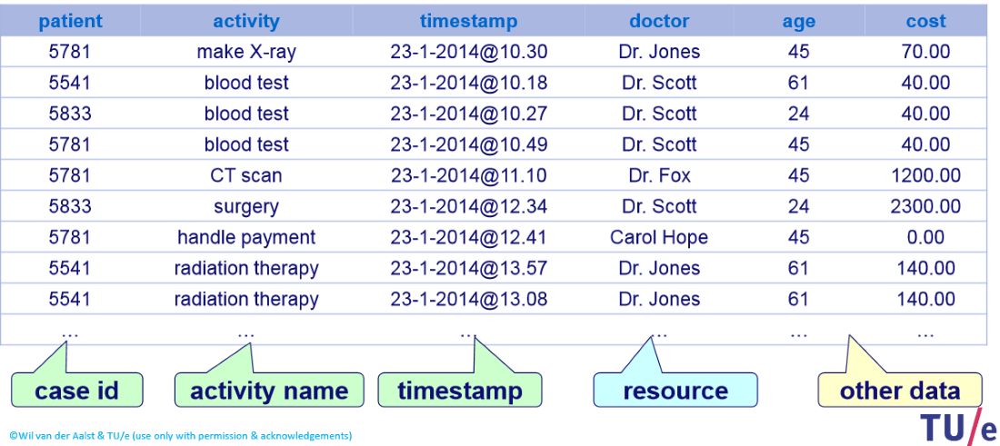 patient activity timestamp doctor age cost
5781 make X-ray 23-1-2014@10.30 Dr. Jones 45 70.00
5541 blood test 23-1-2014@10.18 Dr. Scott 61 40.00
5833 blood test 23-1-2014@10.27 Dr. Scott 24 40.00
5781 blood test 23-1-2014@10.49 Dr. Scott 45 40.00
5781 CT scan 23-1-2014@11.10 Dr. Fox 45 1200.00
5833 surgery 23-1-2014@12.34 Dr. Scott 24 2300.00
5781 handle payment 23-1-2014@12.41 Carol Hope 45 0.00
5541 radiation therapy 23-1-2014@13.57 Dr. Jones 61 140.00
5541 radiation therapy 23-1-2014@13.08 Dr. Jones 61 140.00
... ... ... ... ... ...
case id activity name timestamp resource other data
©Wil van der Aalst & TU/e (use only with permission & acknowledgements)
TU/e